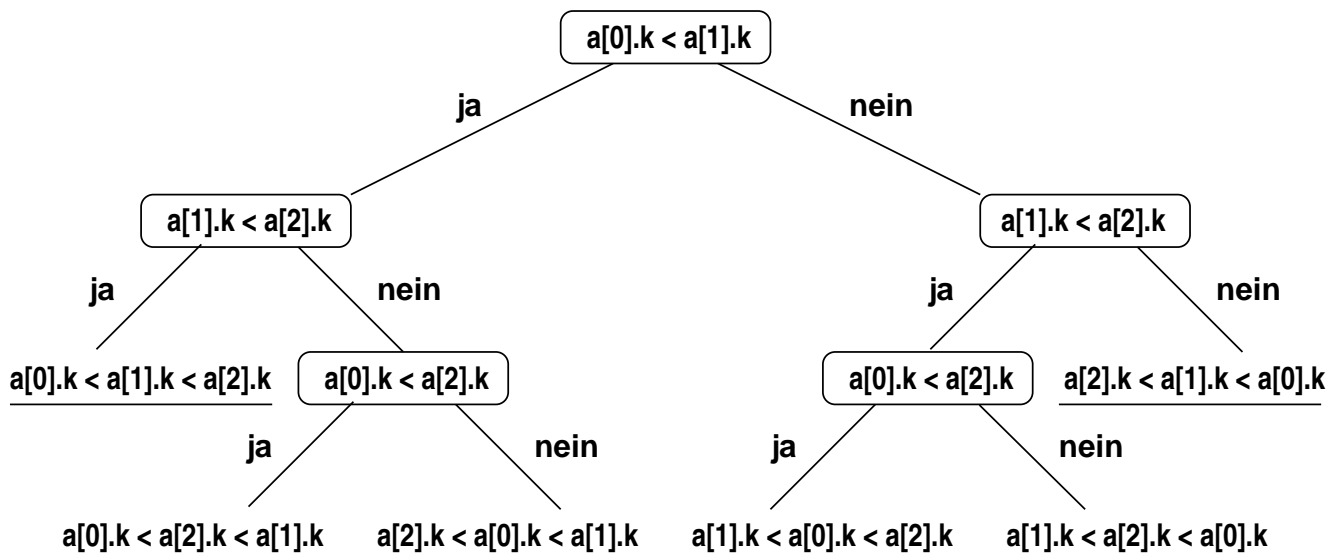 a[0].k < a[1].k
ja
nein
a[1].k < a[2].k
a[1].k < a[2].k
ja
nein
ja
nein
a[0].k < a[1].k < a[2].k
a[0].k < a[2].k
a[0].k < a[2].k
a[2].k < a[1].k < a[0].k
ja
nein
ja
nein
a[0].k < a[2].k < a[1].k
a[2].k < a[0].k < a[1].k
a[1].k < a[0].k < a[2].k
a[1].k < a[2].k < a[0].k